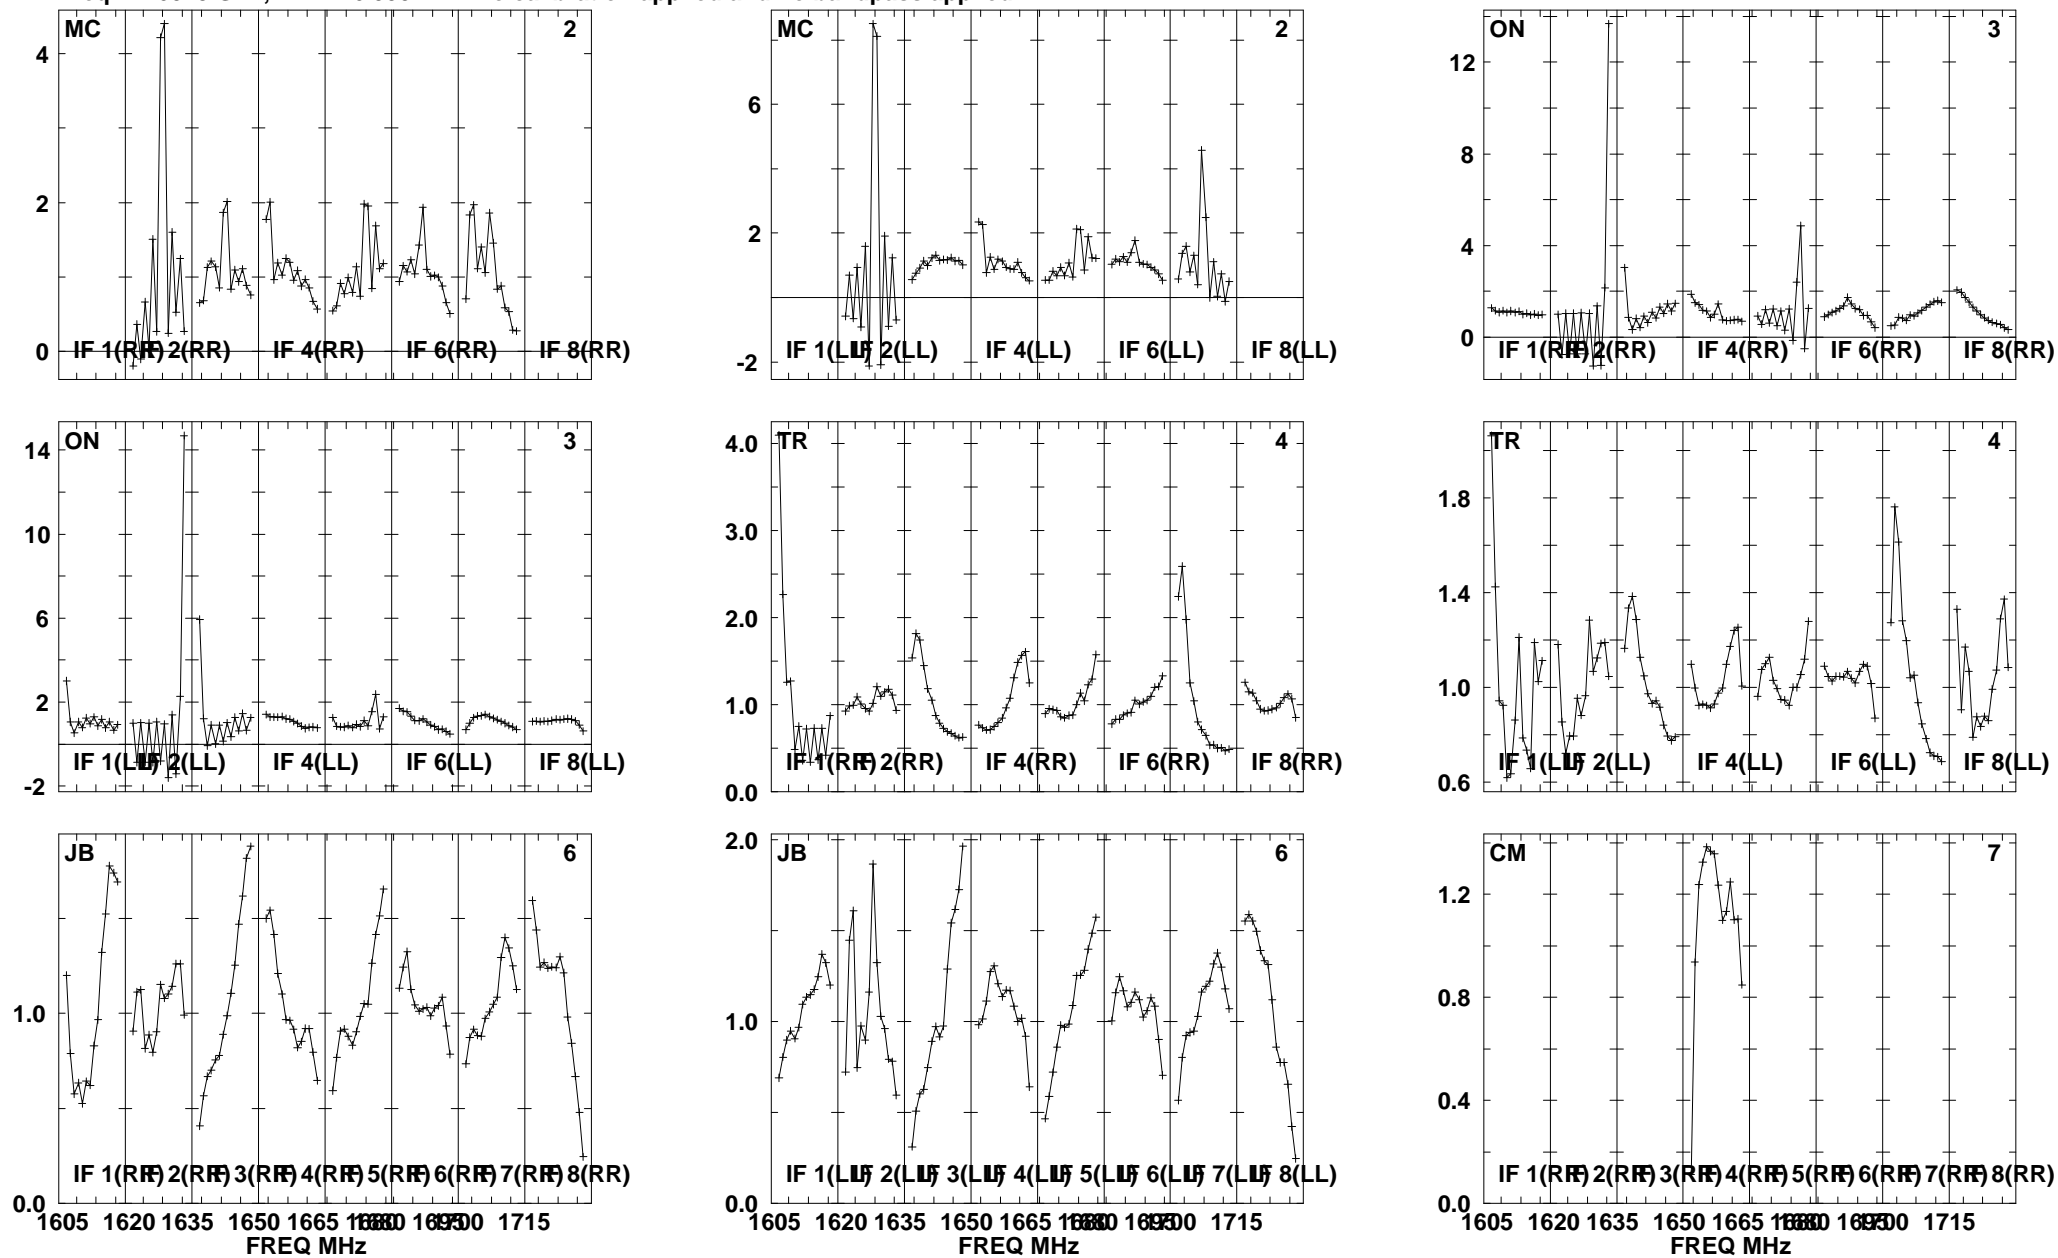 MC 2
4
2
0
IF 1(RR) IF 2(RR) IF 4(RR) IF 6(RR) IF 8(RR)
MC 2
6
2
-2
IF 1(LL) IF 2(LL) IF 4(LL) IF 6(LL) IF 8(LL)
ON 3
12
8
4
0
IF 1(RR) IF 2(RR) IF 4(RR) IF 6(RR) IF 8(RR)
ON 3
14
10
6
2
-2
IF 1(LL) IF 2(LL) IF 4(LL) IF 6(LL) IF 8(LL)
TR 4
4.0
3.0
2.0
1.0
0.0
IF 1(RR) IF 2(RR) IF 4(RR) IF 6(RR) IF 8(RR)
TR 4
1.8
1.4
1.0
0.6
IF 1(LL) IF 2(LL) IF 4(LL) IF 6(LL) IF 8(LL)
JB 6
1.0
0.0
IF 1(RR) IF 2(RR) IF 3(RR) IF 4(RR) IF 5(RR) IF 6(RR) IF 7(RR) IF 8(RR)
1605 1620 1635 1650 1665 1680 1680 1695 1700 1715
FREQ MHz
JB 6
2.0
1.0
0.0
IF 1(LL) IF 2(LL) IF 3(LL) IF 4(LL) IF 5(LL) IF 6(LL) IF 7(LL) IF 8(LL)
1605 1620 1635 1650 1665 1680 1680 1695 1700 1715
FREQ MHz
CM 7
1.2
0.8
0.4
0.0
IF 1(RR) IF 2(RR) IF 3(RR) IF 4(RR) IF 5(RR) IF 6(RR) IF 7(RR) IF 8(RR)
1605 1620 1635 1650 1665 1680 1680 1695 1700 1715
FREQ MHz